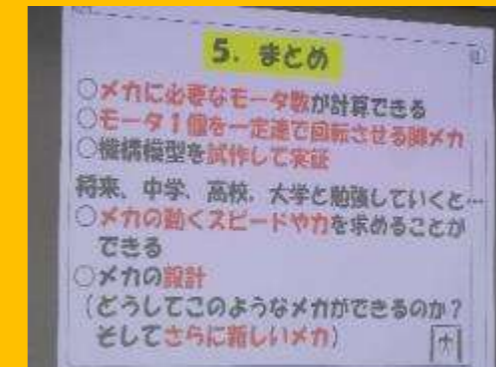 5. まとめ
○メカに必要なモータ数が計算できる
○モータ1個を一定速で回転させる脚メカ
○機構模型を試作して実証
将来、中学、高校、大学と勉強していくと…
○メカの動くスピードや力を求めることが
できる
○メカの設計
(どうしてこのようなメカができるのか?
そしてさらに新しいメカ)